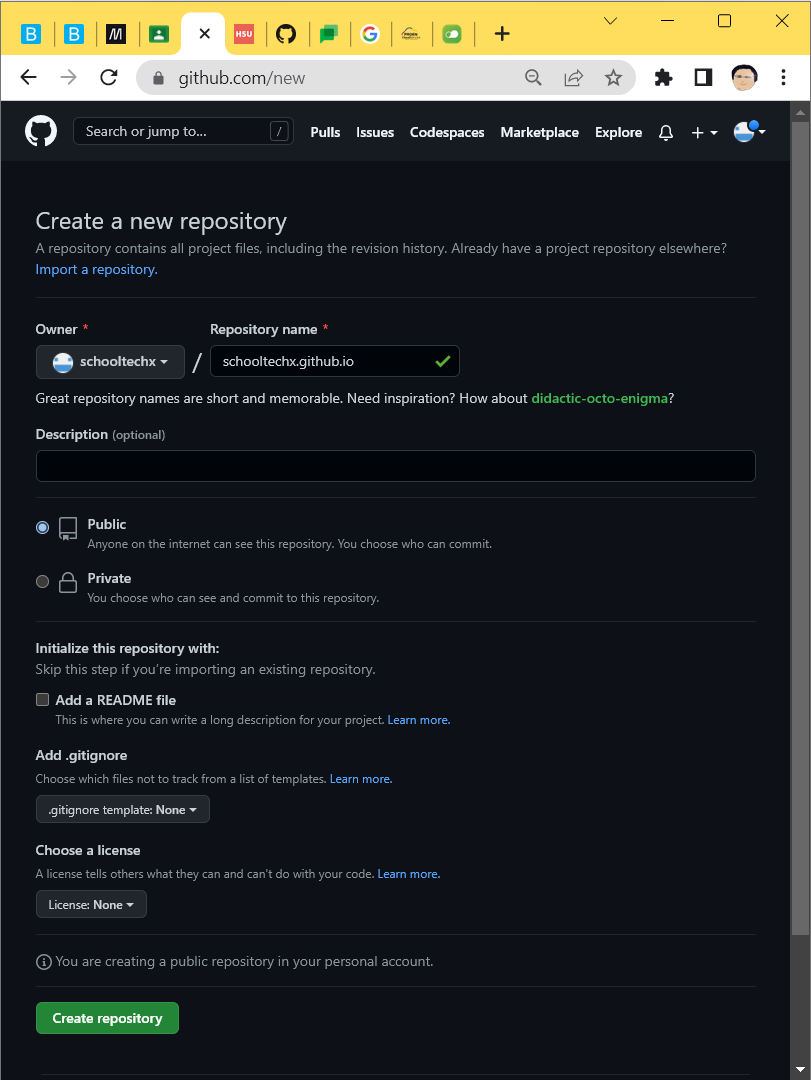 B
B
M
HSU
G
github.com/new
Search or jump to...
/
Pulls
Issues
Codespaces
Marketplace
Explore
Create a new repository
A repository contains all project files, including the revision history. Already have a project repository elsewhere?
Import a repository.
Owner *
Repository name *
schooltechx
/
schooltechx.github.io
Great repository names are short and memorable. Need inspiration? How about didactic-octo-enigma?
Description (optional)
Public
Anyone on the internet can see this repository. You choose who can commit.
Private
You choose who can see and commit to this repository.
Initialize this repository with:
Skip this step if you're importing an existing repository.
Add a README file
This is where you can write a long description for your project. Learn more.
Add .gitignore
Choose which files not to track from a list of templates. Learn more.
.gitignore template: None
Choose a license
A license tells others what they can and can't do with your code. Learn more.
License: None
You are creating a public repository in your personal account.
Create repository